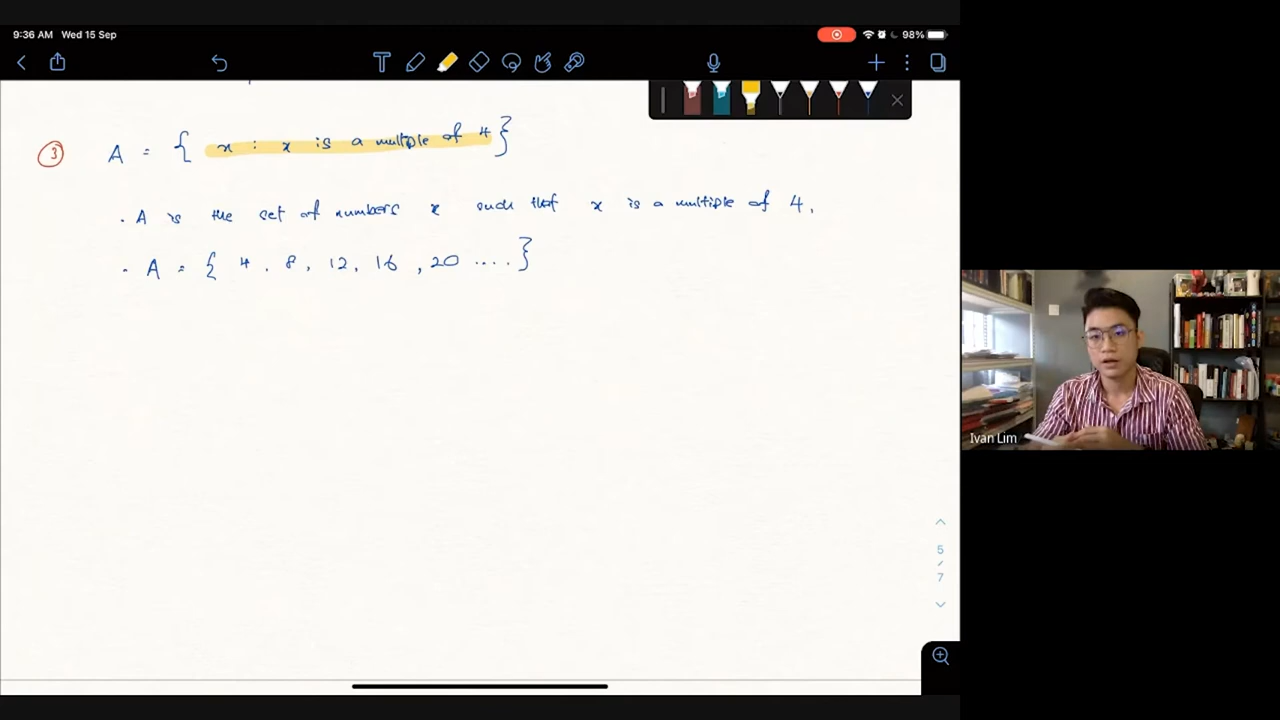 9:36 AM Wed 15 Sep
98%
③ A = { x : x is a multiple of 4 }
· A is the set of numbers x such that x is a multiple of 4.
· A = { 4, 8, 12, 16, 20 .... }
Ivan Lim
5
/
7